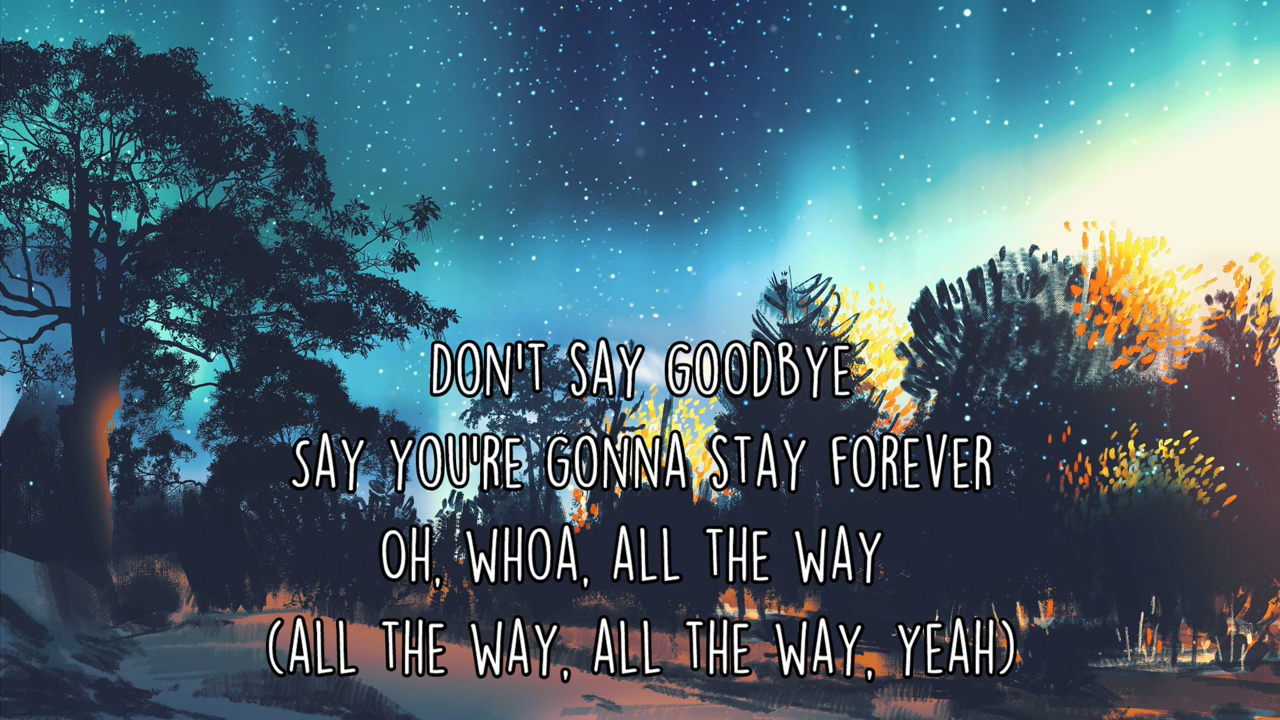 DON'T SAY GOODBYE
SAY YOU'RE GONNA STAY FOREVER
OH, WHOA, ALL THE WAY
(ALL THE WAY, ALL THE WAY, YEAH)